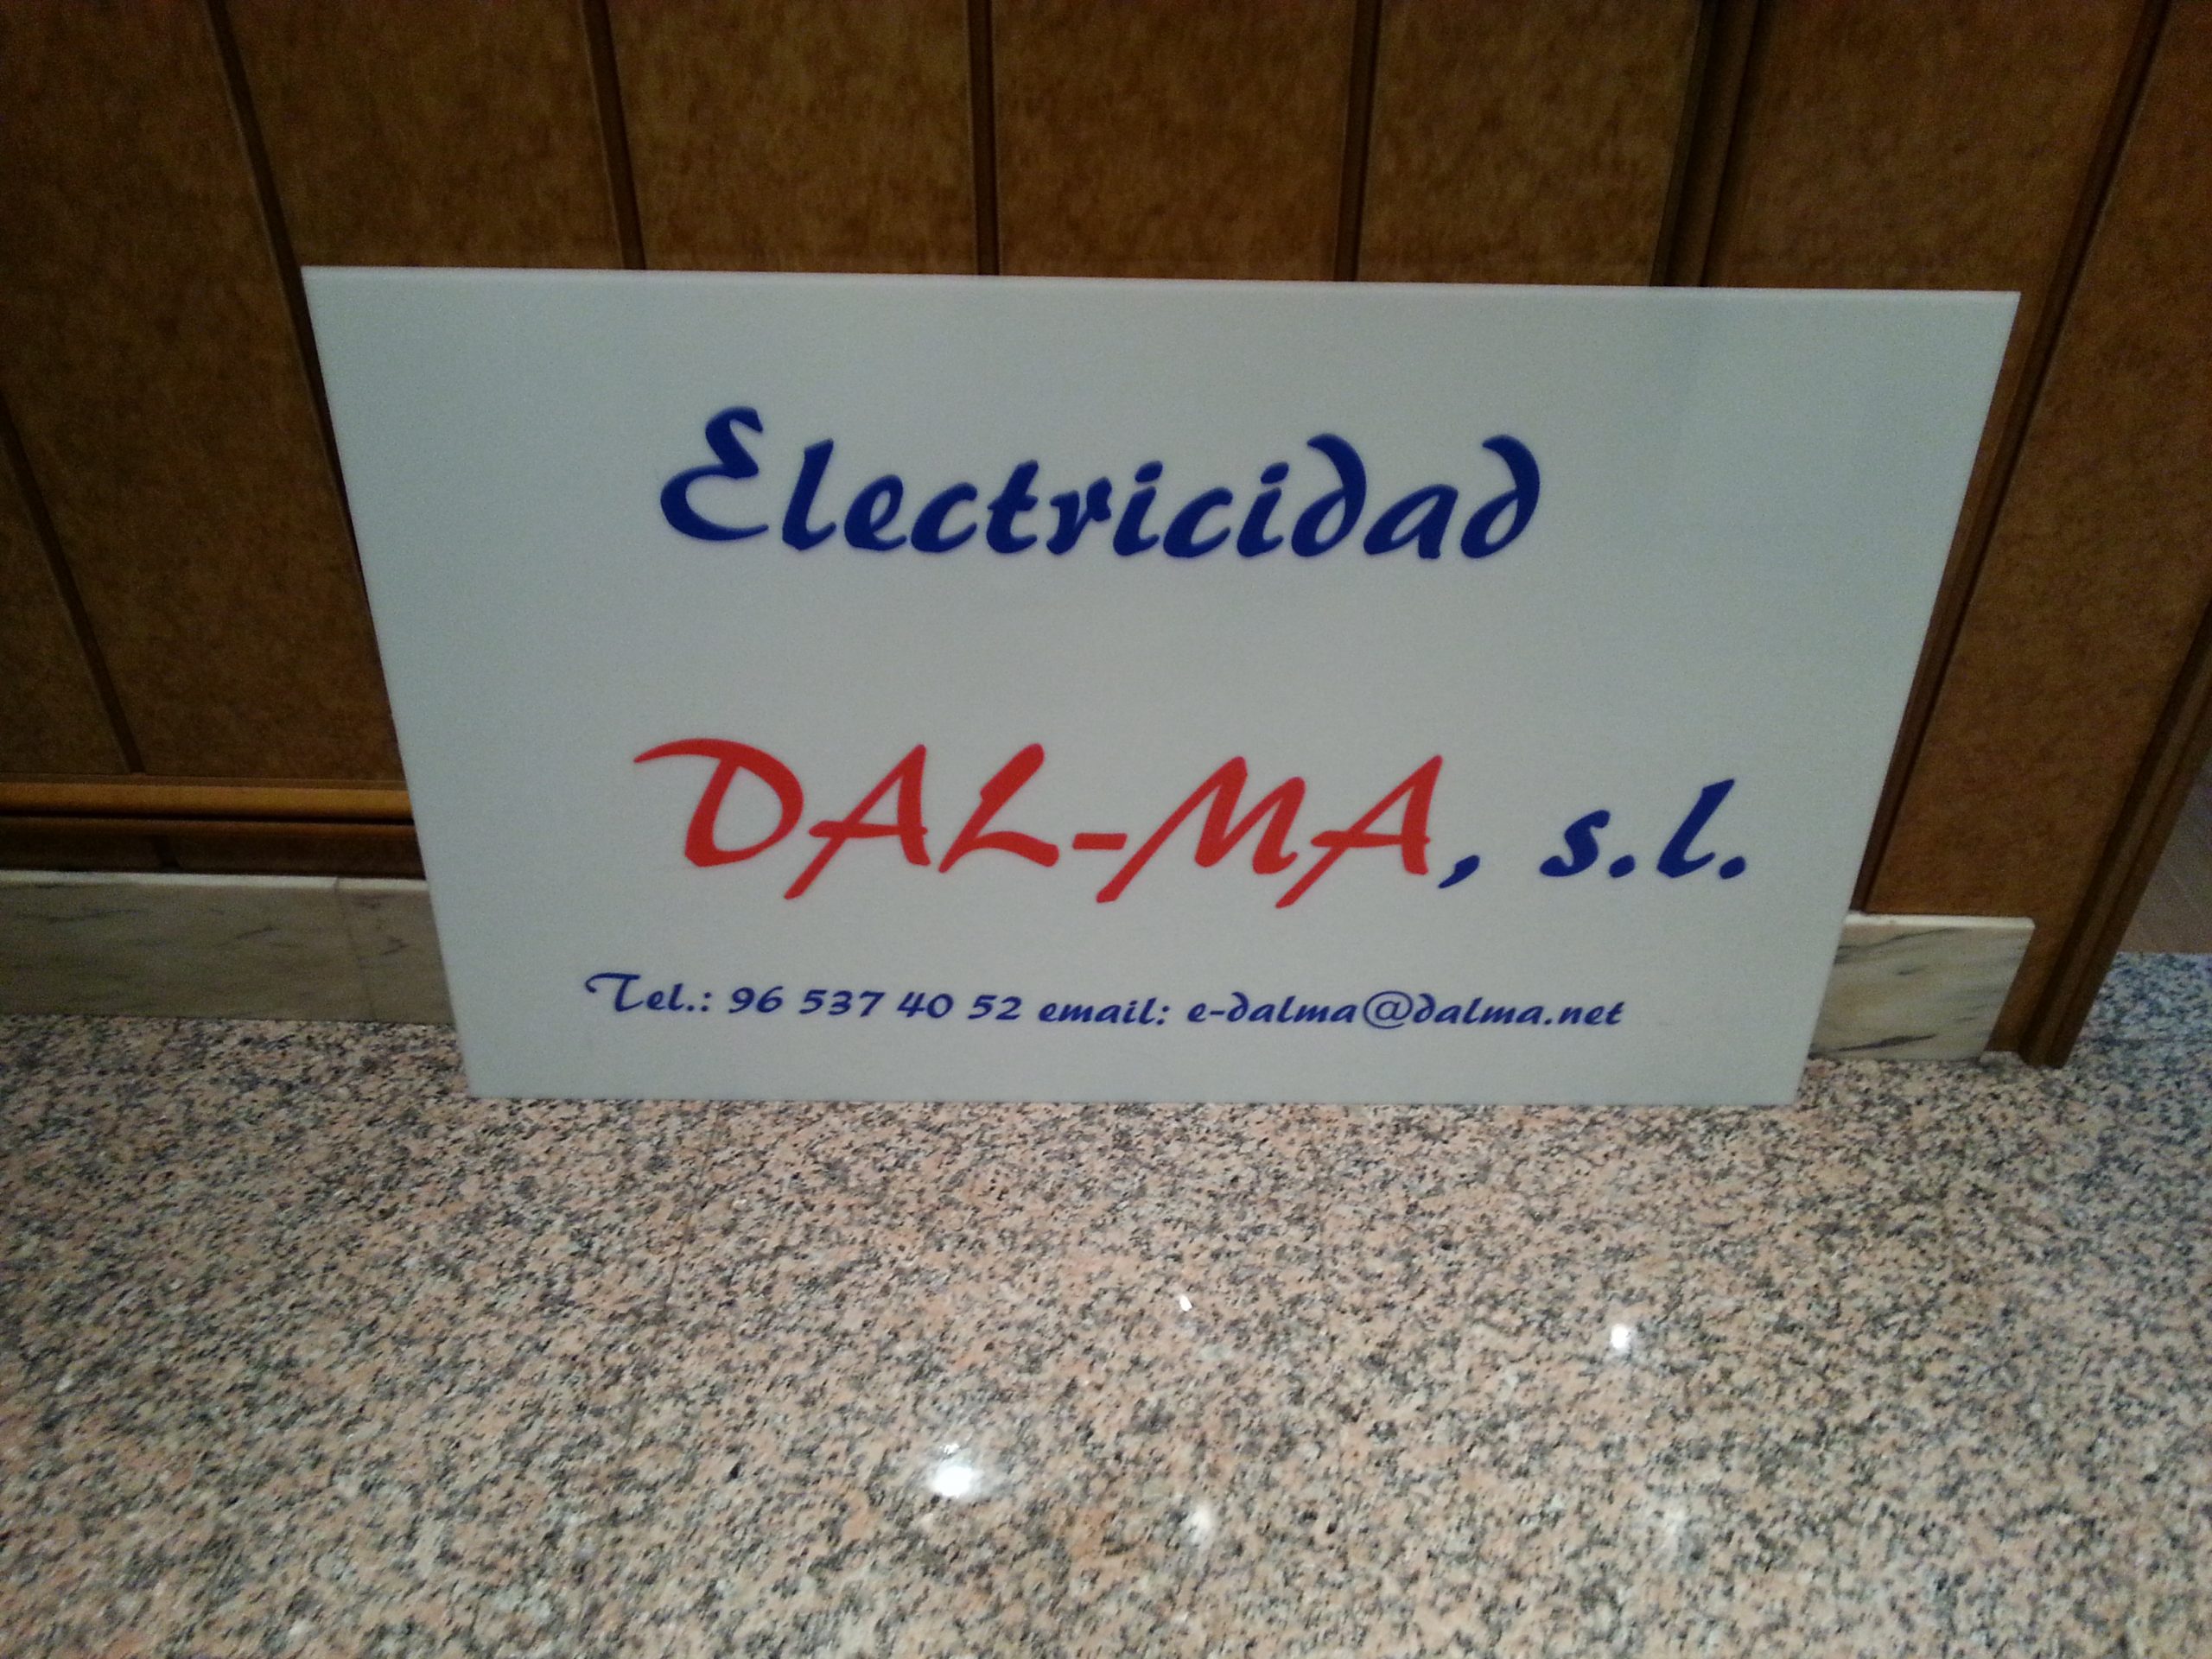 Electricidad
DAL-MA, s.l.
Tel.: 96 537 40 52 email: e-dalma@dalma.net